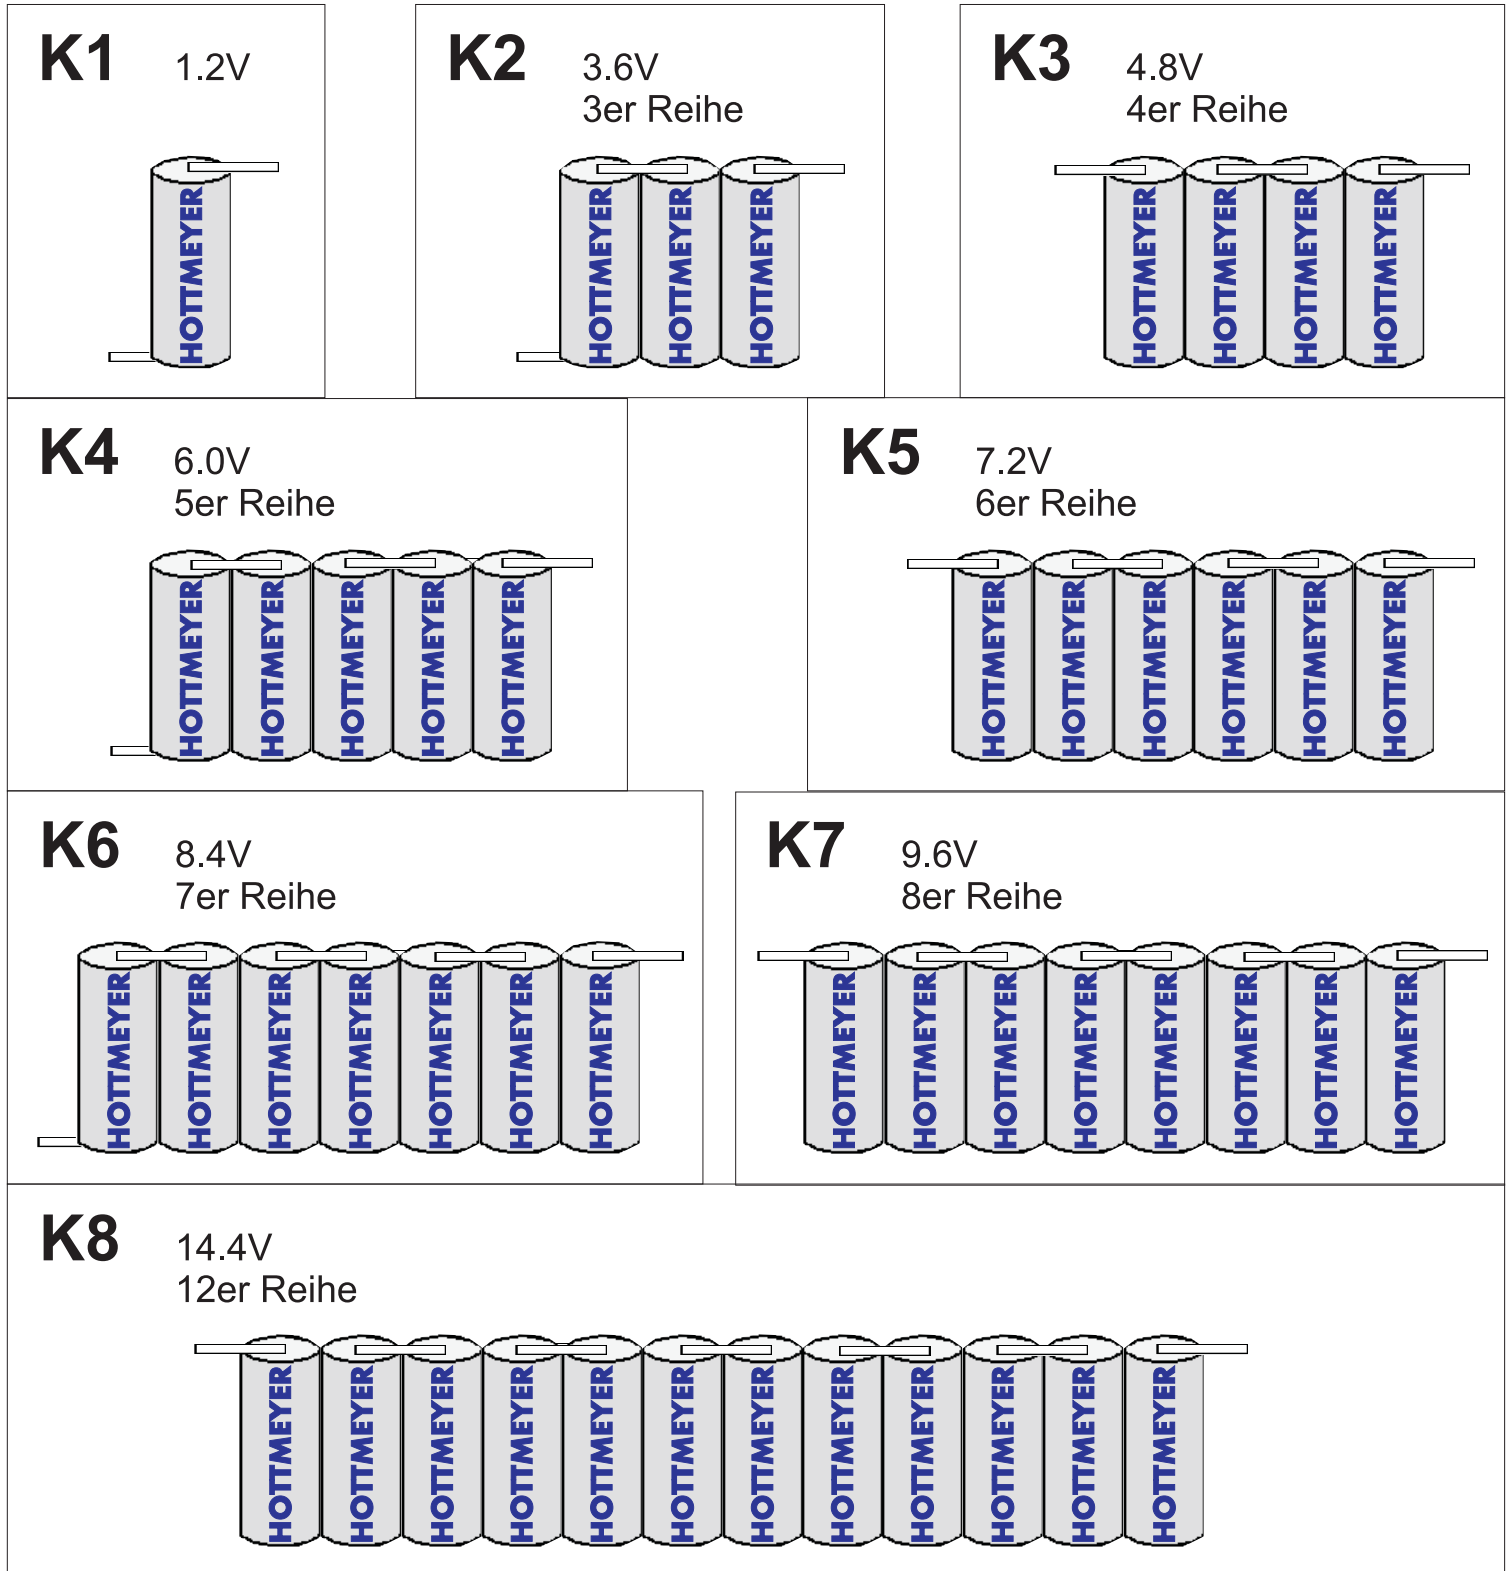 K1 1.2V
HOTTMEYER
K2 3.6V
3er Reihe
HOTTMEYER HOTTMEYER HOTTMEYER
K3 4.8V
4er Reihe
HOTTMEYER HOTTMEYER HOTTMEYER HOTTMEYER
K4 6.0V
5er Reihe
HOTTMEYER HOTTMEYER HOTTMEYER HOTTMEYER HOTTMEYER
K5 7.2V
6er Reihe
HOTTMEYER HOTTMEYER HOTTMEYER HOTTMEYER HOTTMEYER HOTTMEYER
K6 8.4V
7er Reihe
HOTTMEYER HOTTMEYER HOTTMEYER HOTTMEYER HOTTMEYER HOTTMEYER HOTTMEYER
K7 9.6V
8er Reihe
HOTTMEYER HOTTMEYER HOTTMEYER HOTTMEYER HOTTMEYER HOTTMEYER HOTTMEYER HOTTMEYER
K8 14.4V
12er Reihe
HOTTMEYER HOTTMEYER HOTTMEYER HOTTMEYER HOTTMEYER HOTTMEYER HOTTMEYER HOTTMEYER HOTTMEYER HOTTMEYER HOTTMEYER HOTTMEYER